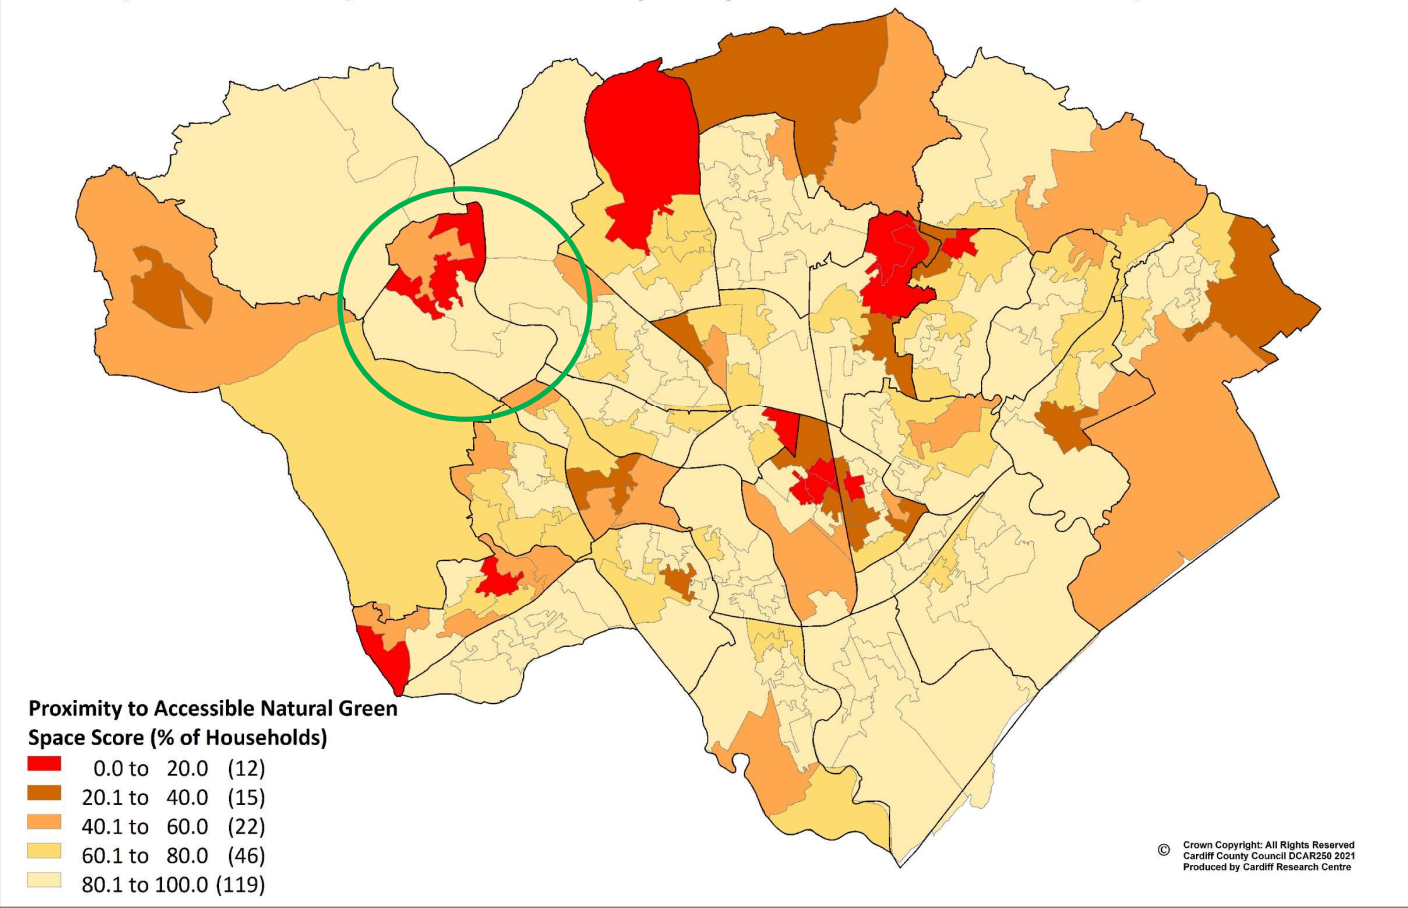 Proximity to Accessible Natural Green
Space Score (% of Households)
0.0 to 20.0 (12)
20.1 to 40.0 (15)
40.1 to 60.0 (22)
60.1 to 80.0 (46)
80.1 to 100.0 (119)
© Crown Copyright: All Rights Reserved
Cardiff County Council DCAR250 2021
Produced by Cardiff Research Centre